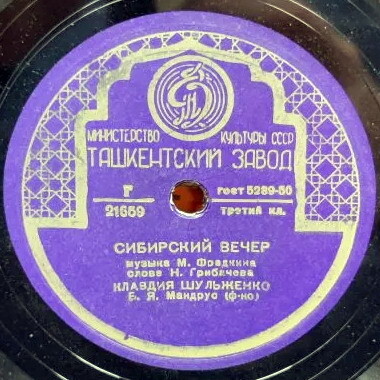 МИНИСТЕРСТВО КУЛЬТУРЫ СССР
ТАШКЕНТСКИЙ ЗАВОД
Г ГОСТ 5289-50
21659 третий кл.
СИБИРСКИЙ ВЕЧЕР
музыка М. Фрадкина
слова Н. Грибачева
КЛАВДИЯ ШУЛЬЖЕНКО
Б. Я. Мандрус (ф-но)